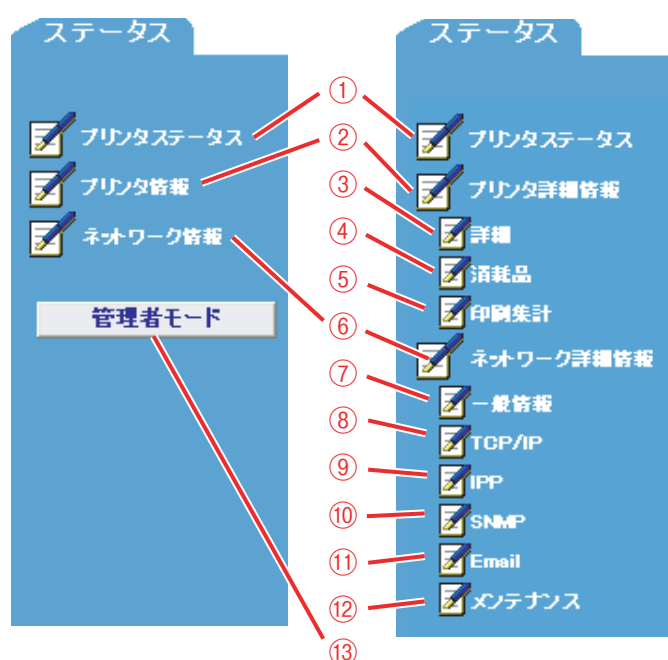 ステータス
プリンタステータス
プリンタ情報
ネットワーク情報
管理者モード
①
②
③
④
⑤
⑥
⑦
⑧
⑨
⑩
⑪
⑫
⑬
ステータス
プリンタステータス
プリンタ詳細情報
詳細
消耗品
印刷集計
ネットワーク詳細情報
一般情報
TCP/IP
IPP
SNMP
Email
メンテナンス